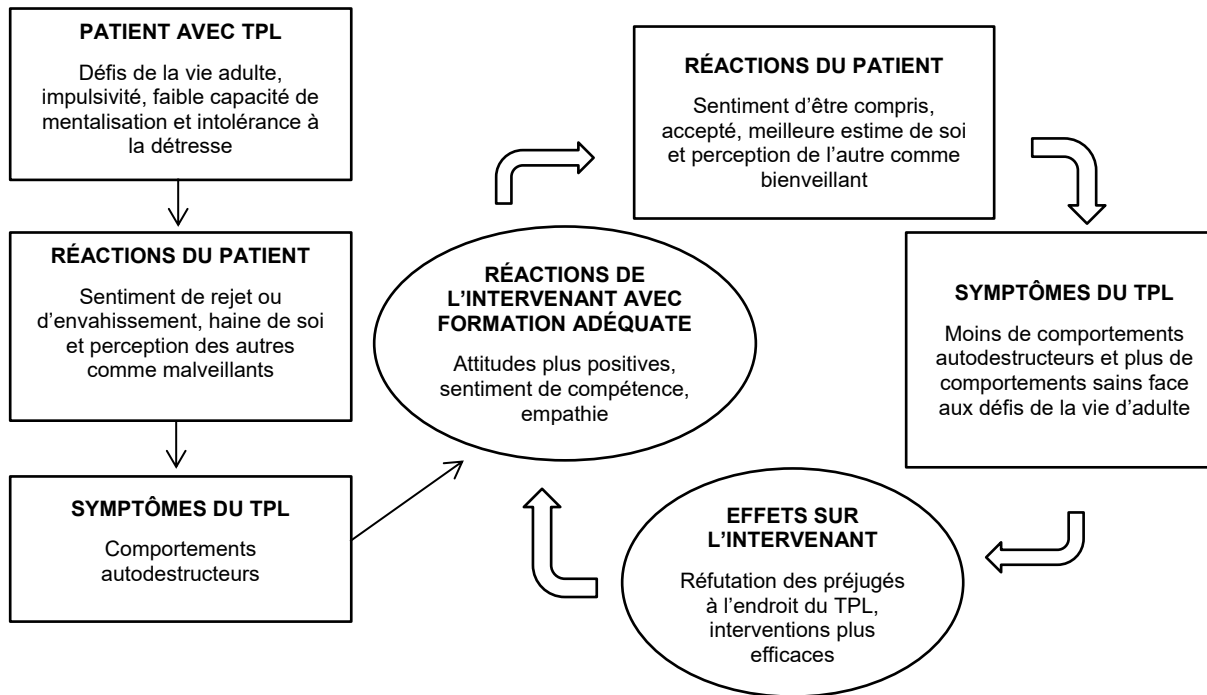 PATIENT AVEC TPL
Défis de la vie adulte,
impulsivité, faible capacité de
mentalisation et intolérance à
la détresse
RÉACTIONS DU PATIENT
Sentiment de rejet ou
d’envahissement, haine de soi
et perception des autres
comme malveillants
SYMPTÔMES DU TPL
Comportements
autodestructeurs
RÉACTIONS DE
L’INTERVENANT AVEC
FORMATION ADÉQUATE
Attitudes plus positives,
sentiment de compétence,
empathie
RÉACTIONS DU PATIENT
Sentiment d’être compris,
accepté, meilleure estime de soi
et perception de l’autre comme
bienveillant
SYMPTÔMES DU TPL
Moins de comportements
autodestructeurs et plus de
comportements sains face
aux défis de la vie d’adulte
EFFETS SUR
L’INTERVENANT
Réfutation des préjugés
à l’endroit du TPL,
interventions plus
efficaces